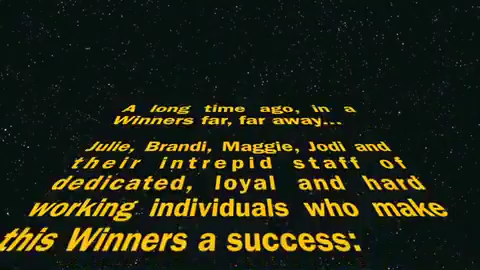 A long time ago, in a
Winners far, far away...
Julie, Brandi, Maggie, Jodi and
their intrepid staff of
dedicated, loyal and hard
working individuals who make
this Winners a success: